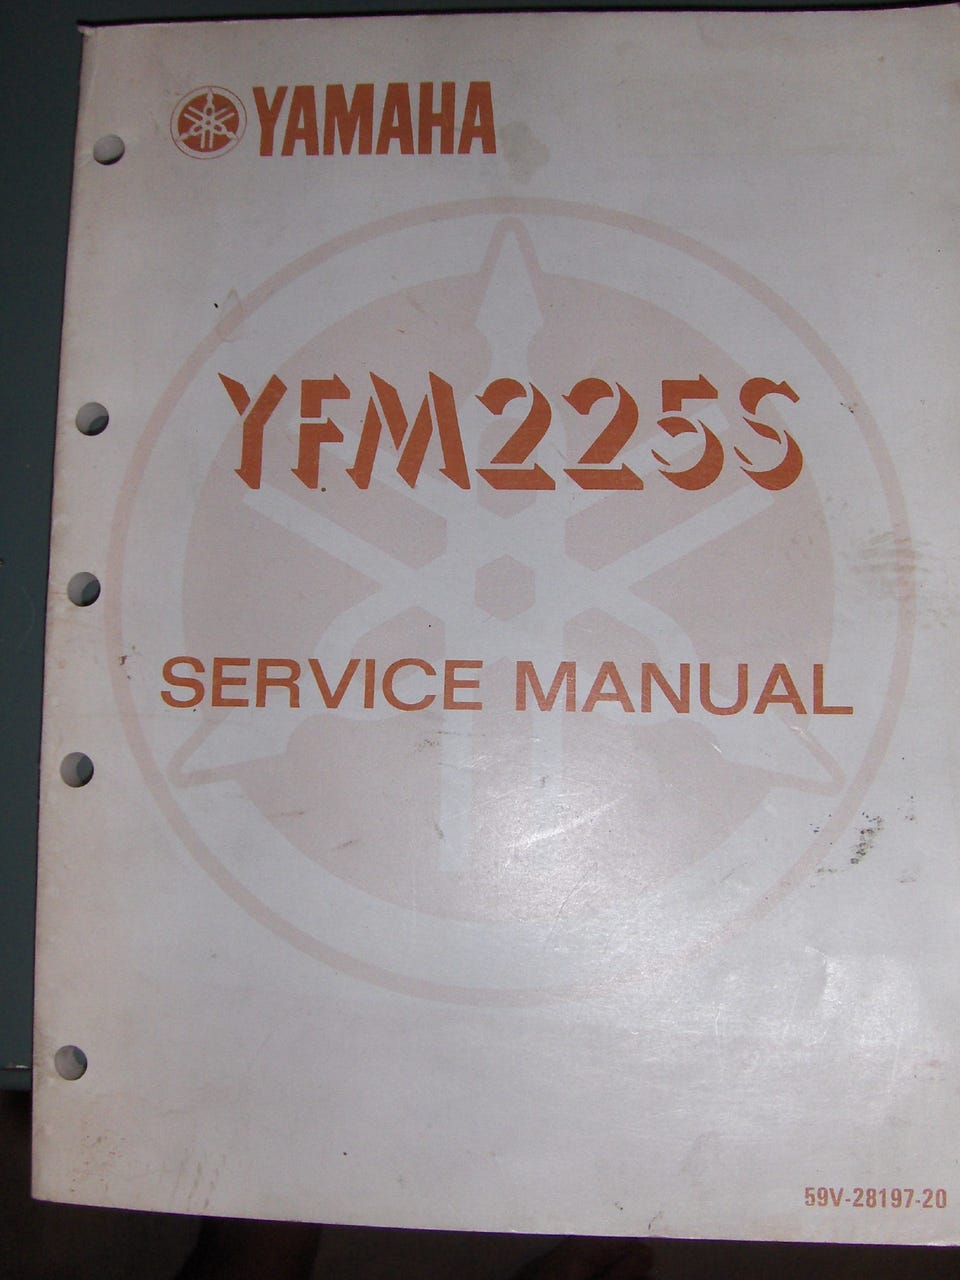 YAMAHA
YFM225S
SERVICE MANUAL
59V-28197-20